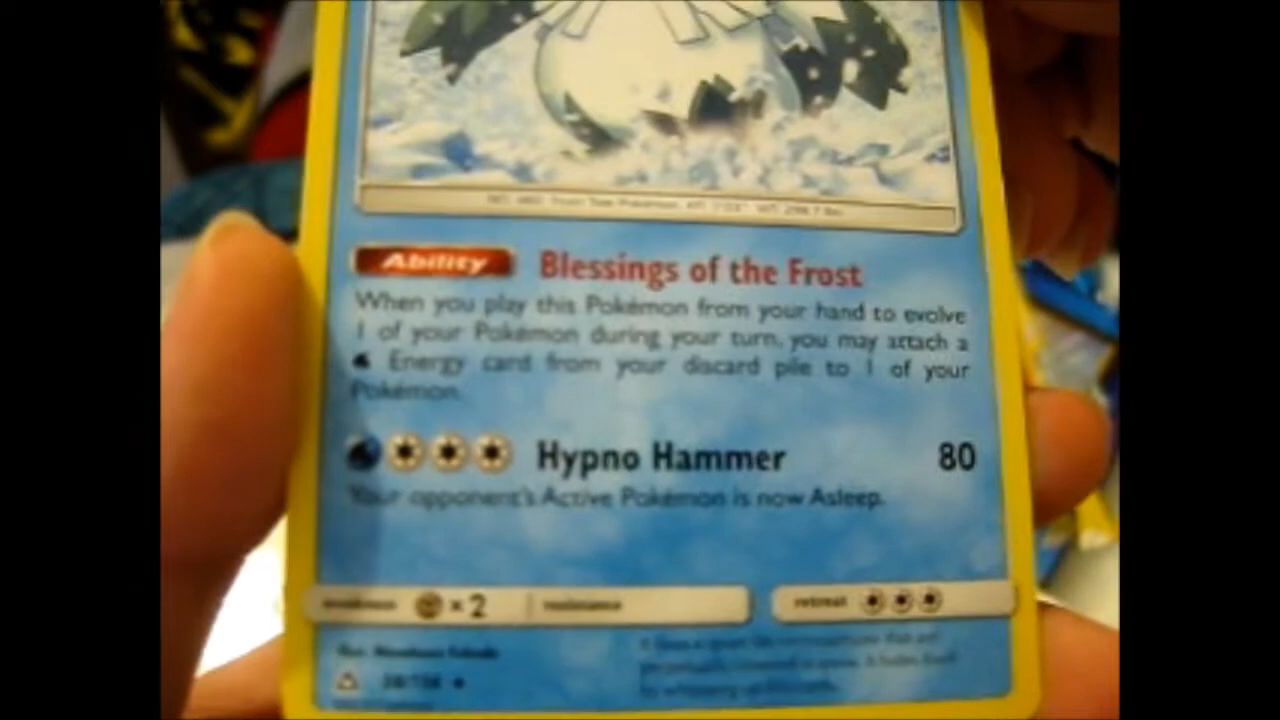 Ability Blessings of the Frost
When you play this Pokémon from your hand to evolve
1 of your Pokémon during your turn, you may attach a
Energy card from your discard pile to 1 of your
Pokémon.
Hypno Hammer 80
Your opponent's Active Pokémon is now Asleep.
weakness ×2 resistance retreat